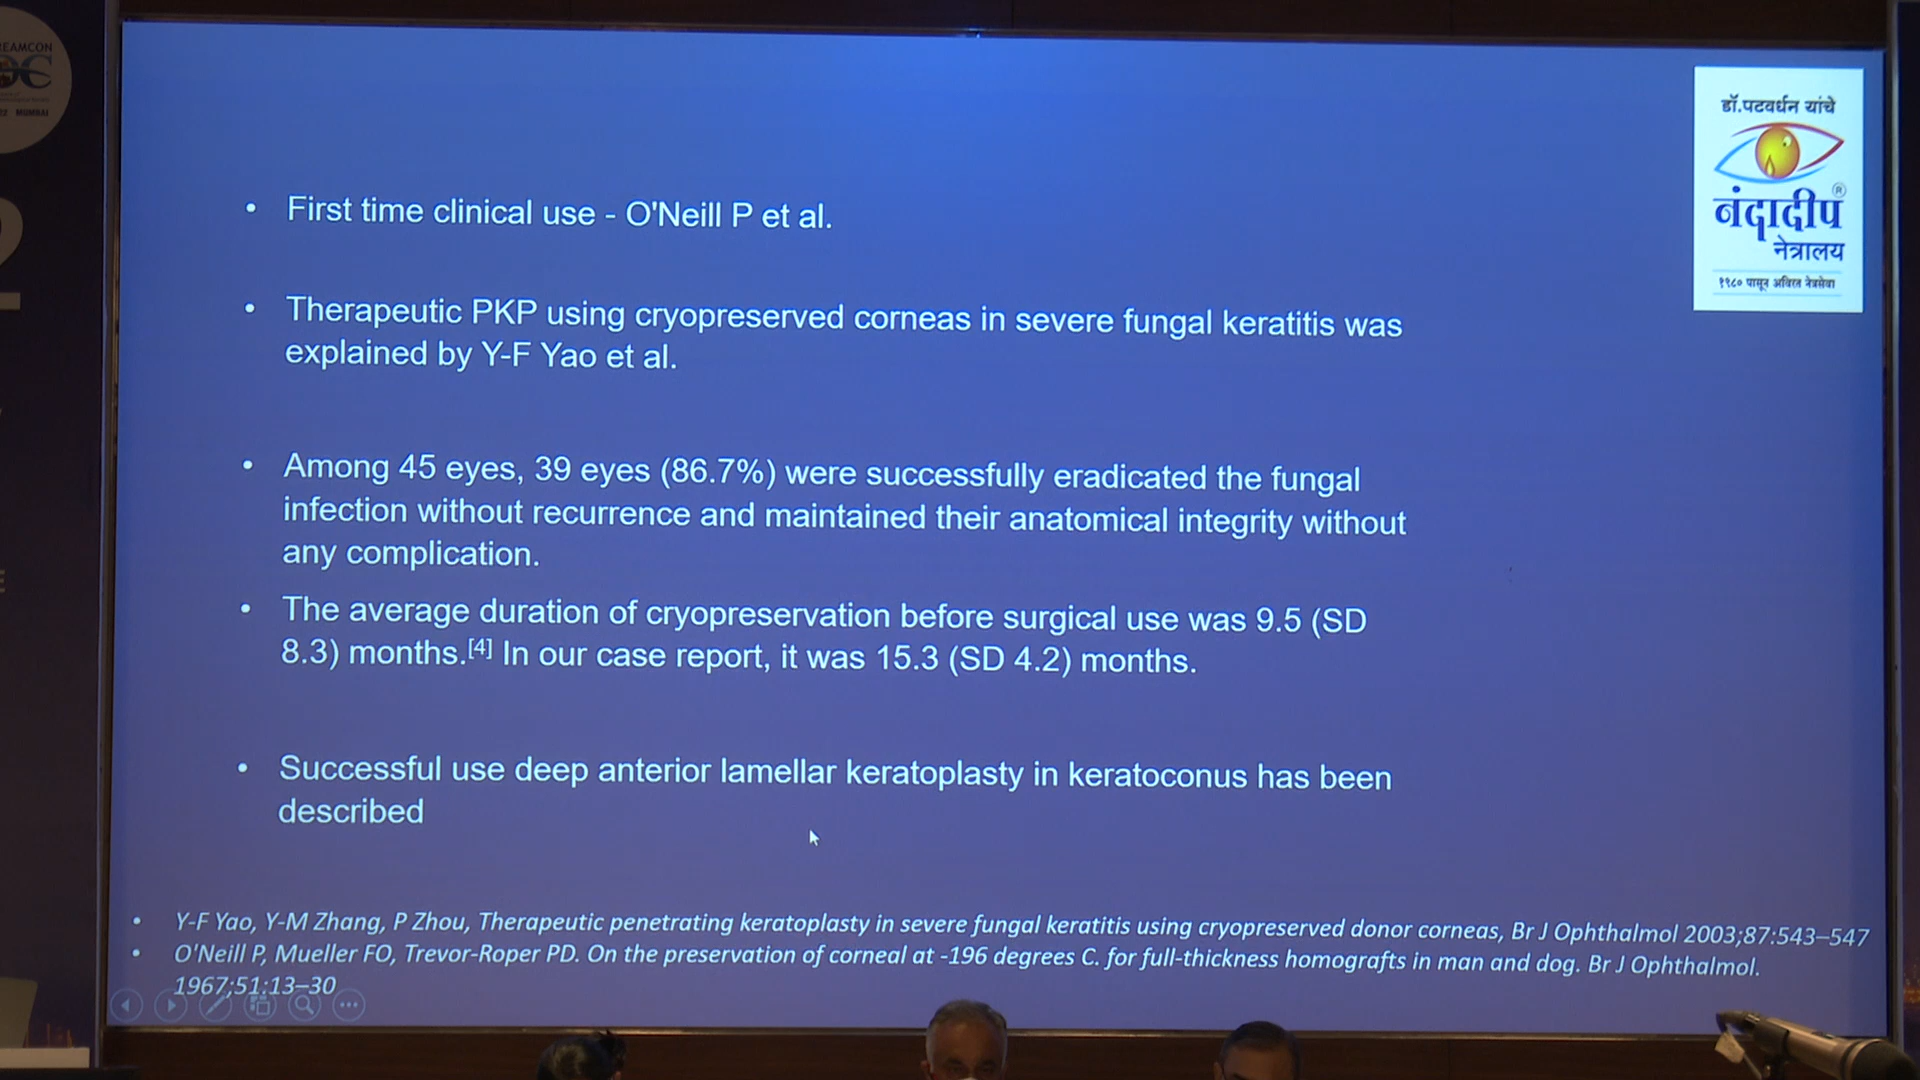 EAMCON
MUMBAI
डॉ.पटवर्धन यांचे
®
नंदादीप
नेत्रालय
१९८० पासून अविरत नेत्रसेवा
• First time clinical use - O'Neill P et al.
• Therapeutic PKP using cryopreserved corneas in severe fungal keratitis was
explained by Y-F Yao et al.
• Among 45 eyes, 39 eyes (86.7%) were successfully eradicated the fungal
infection without recurrence and maintained their anatomical integrity without
any complication.
• The average duration of cryopreservation before surgical use was 9.5 (SD
8.3) months.[4] In our case report, it was 15.3 (SD 4.2) months.
• Successful use deep anterior lamellar keratoplasty in keratoconus has been
described
• Y-F Yao, Y-M Zhang, P Zhou, Therapeutic penetrating keratoplasty in severe fungal keratitis using cryopreserved donor corneas, Br J Ophthalmol 2003;87:543–547
• O'Neill P, Mueller FO, Trevor-Roper PD. On the preservation of corneal at -196 degrees C. for full-thickness homografts in man and dog. Br J Ophthalmol.
1967;51:13–30